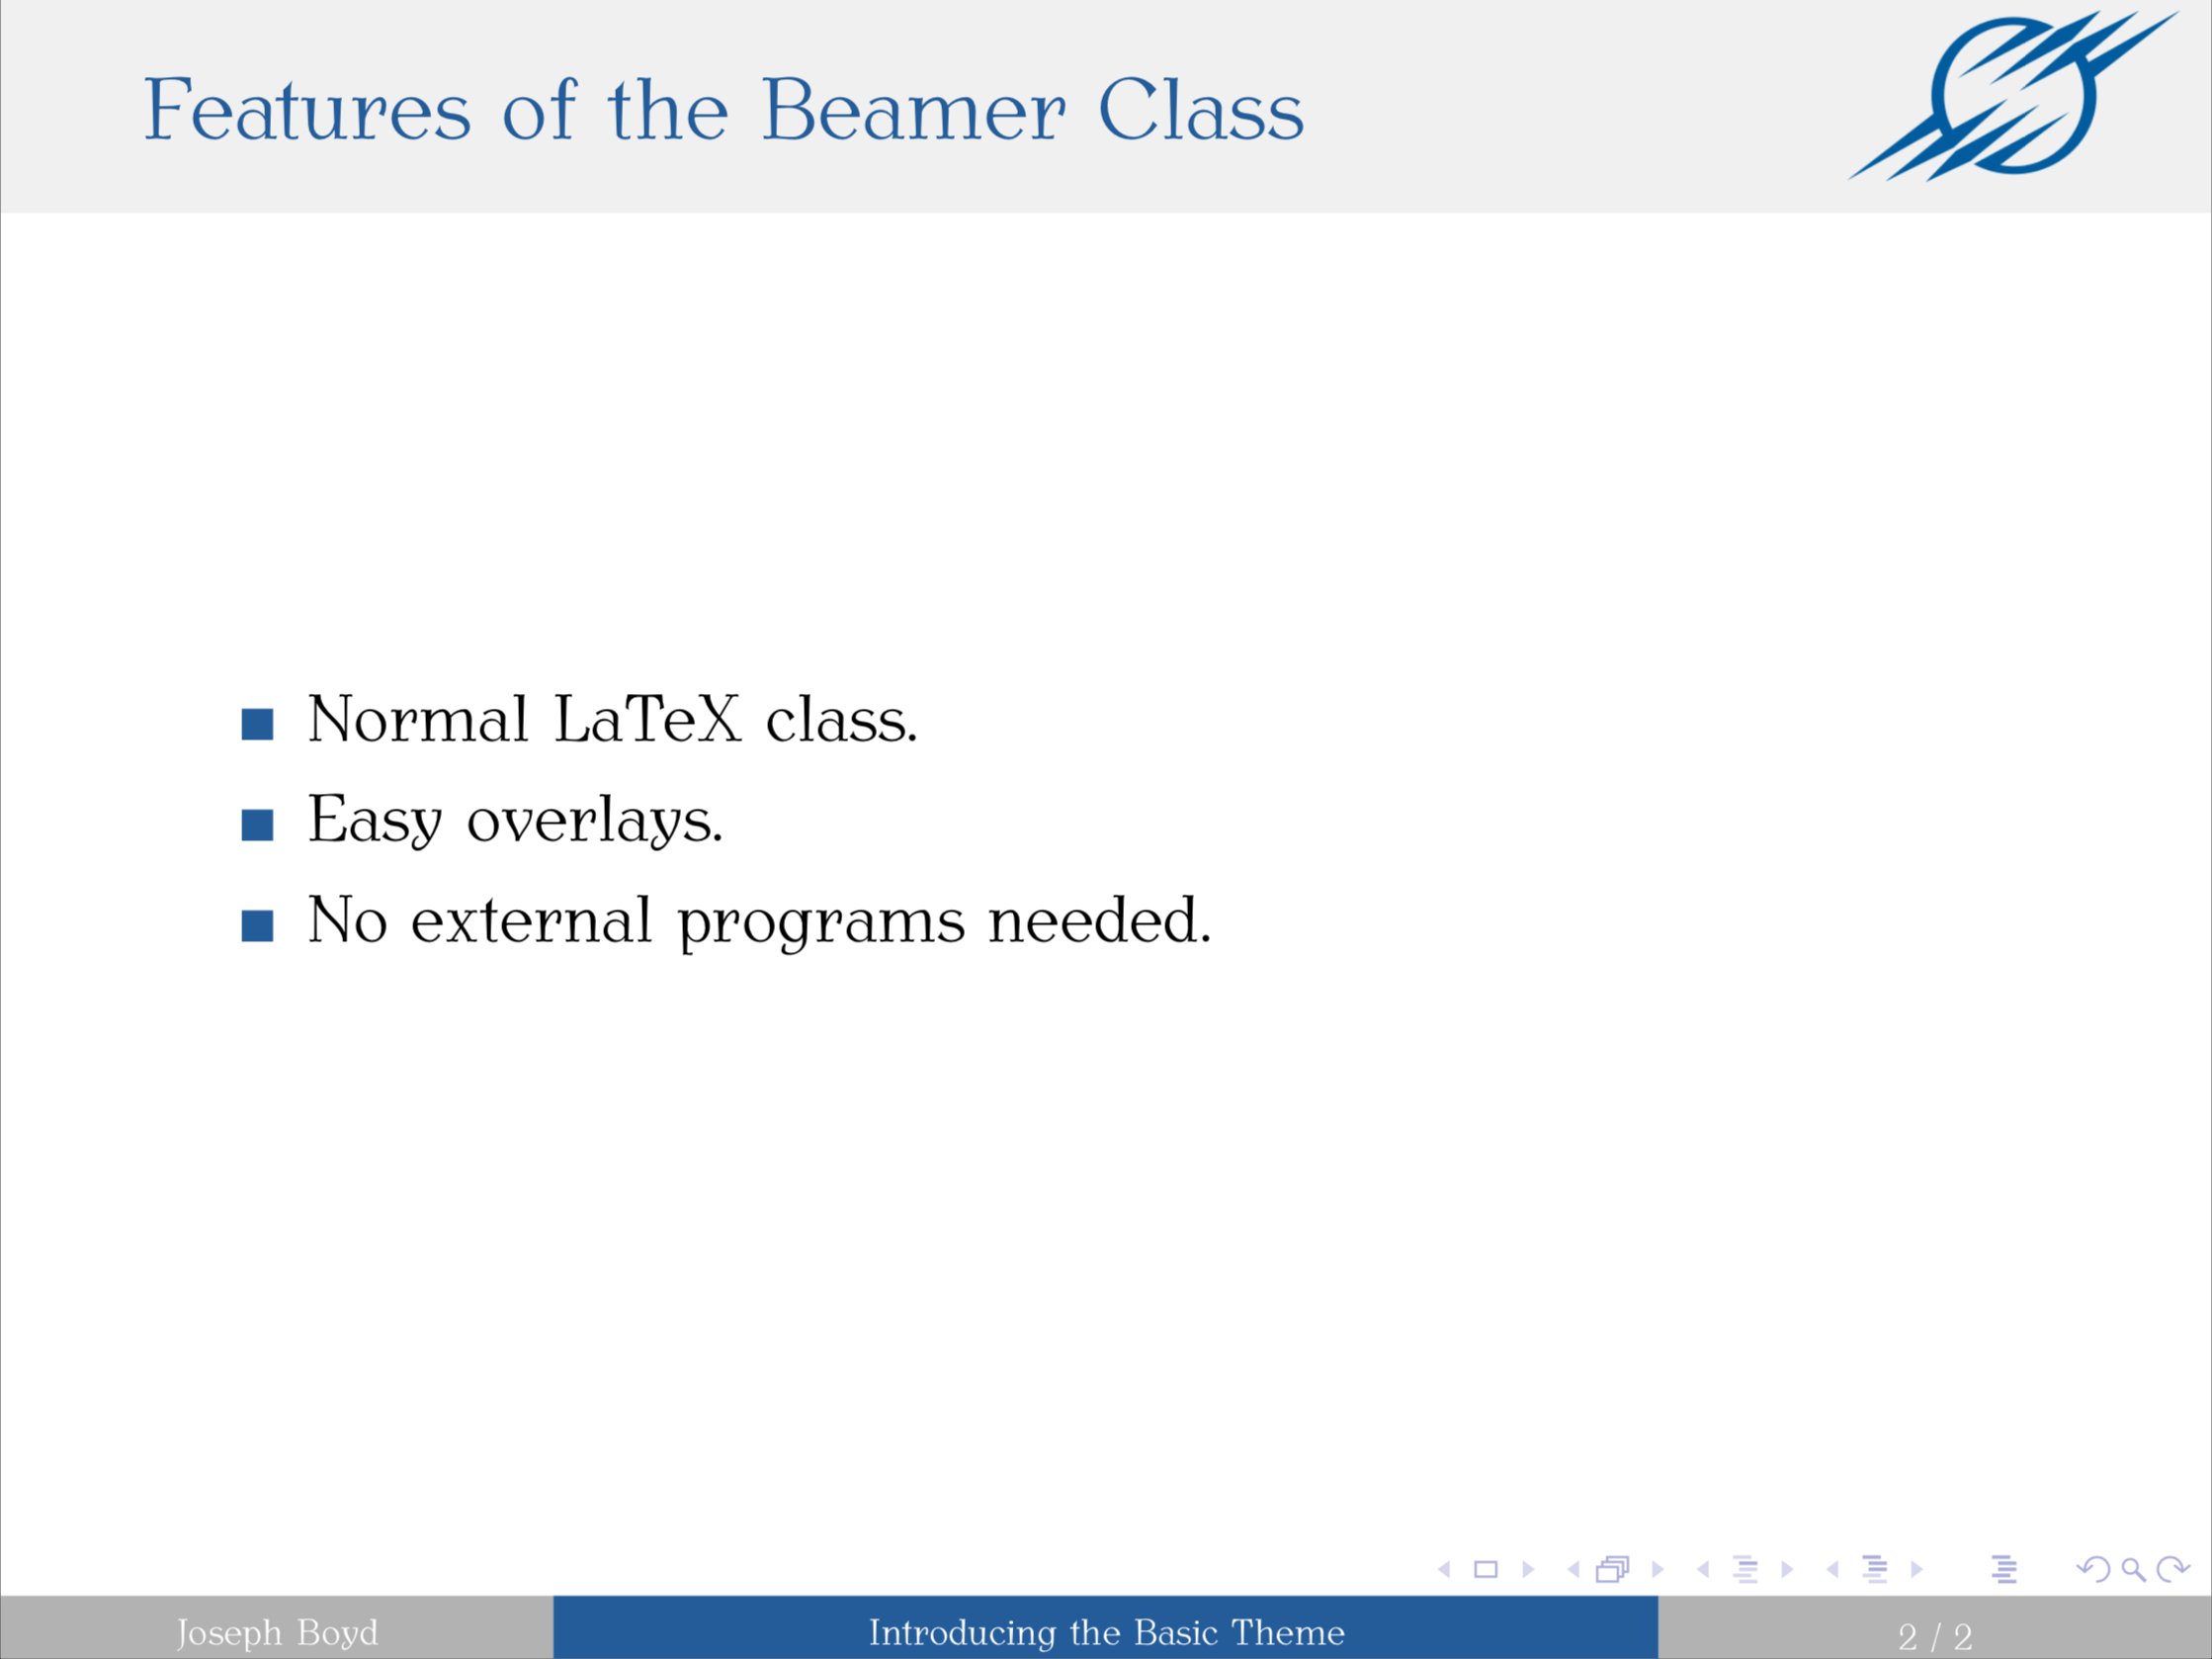 Features of the Beamer Class
Normal LaTeX class.
Easy overlays.
No external programs needed.
Joseph Boyd
Introducing the Basic Theme
2 / 2